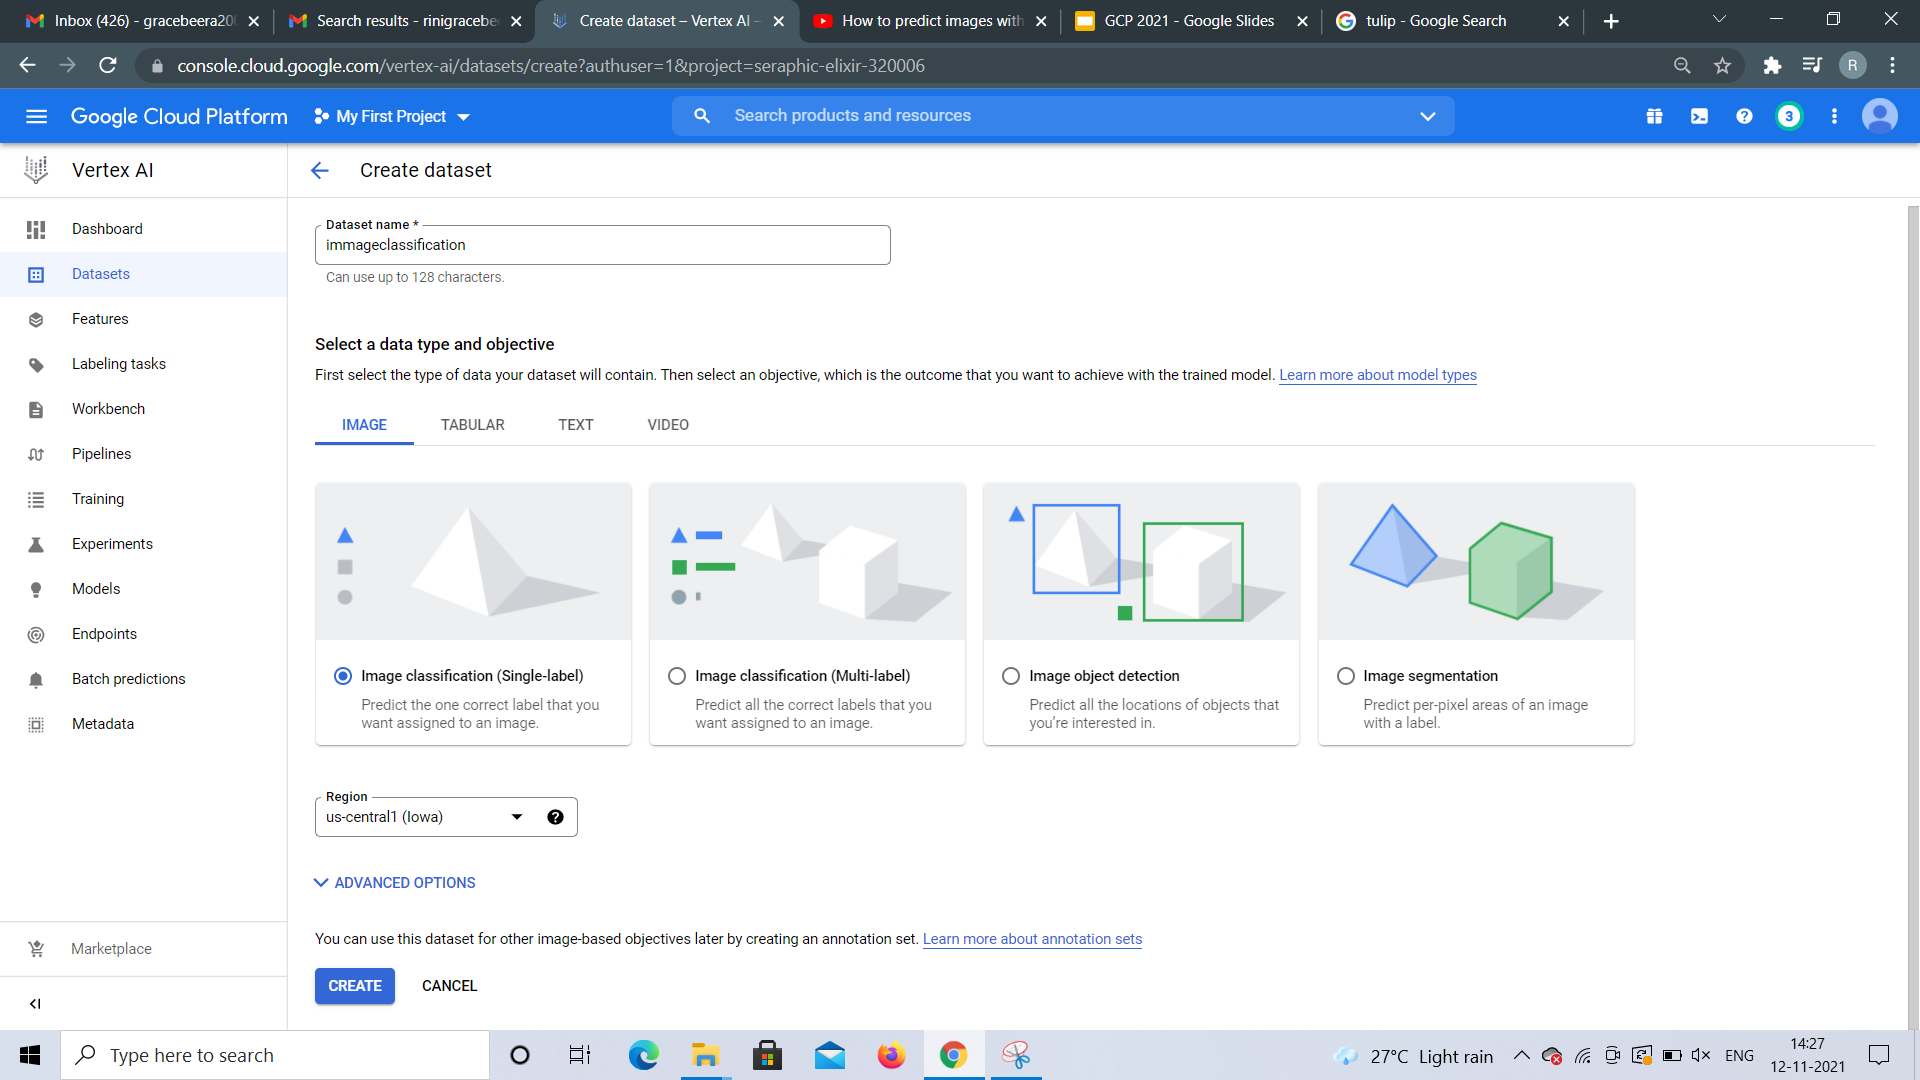 Inbox (426) - gracebeera20
Search results - rinigracebee
Create dataset – Vertex AI –
How to predict images with
GCP 2021 - Google Slides
tulip - Google Search
console.cloud.google.com/vertex-ai/datasets/create?authuser=1&project=seraphic-elixir-320006
R
Google Cloud Platform
My First Project
Search products and resources
3
Vertex AI
Create dataset
Dashboard
Datasets
Features
Labeling tasks
Workbench
Pipelines
Training
Experiments
Models
Endpoints
Batch predictions
Metadata
Marketplace
Dataset name *
immageclassification
Can use up to 128 characters.
Select a data type and objective
First select the type of data your dataset will contain. Then select an objective, which is the outcome that you want to achieve with the trained model. Learn more about model types
IMAGE TABULAR TEXT VIDEO
Image classification (Single-label)
Predict the one correct label that you
want assigned to an image.
Image classification (Multi-label)
Predict all the correct labels that you
want assigned to an image.
Image object detection
Predict all the locations of objects that
you’re interested in.
Image segmentation
Predict per-pixel areas of an image
with a label.
Region
us-central1 (Iowa)
ADVANCED OPTIONS
You can use this dataset for other image-based objectives later by creating an annotation set. Learn more about annotation sets
CREATE CANCEL
Type here to search
27°C Light rain
ENG
14:27
12-11-2021